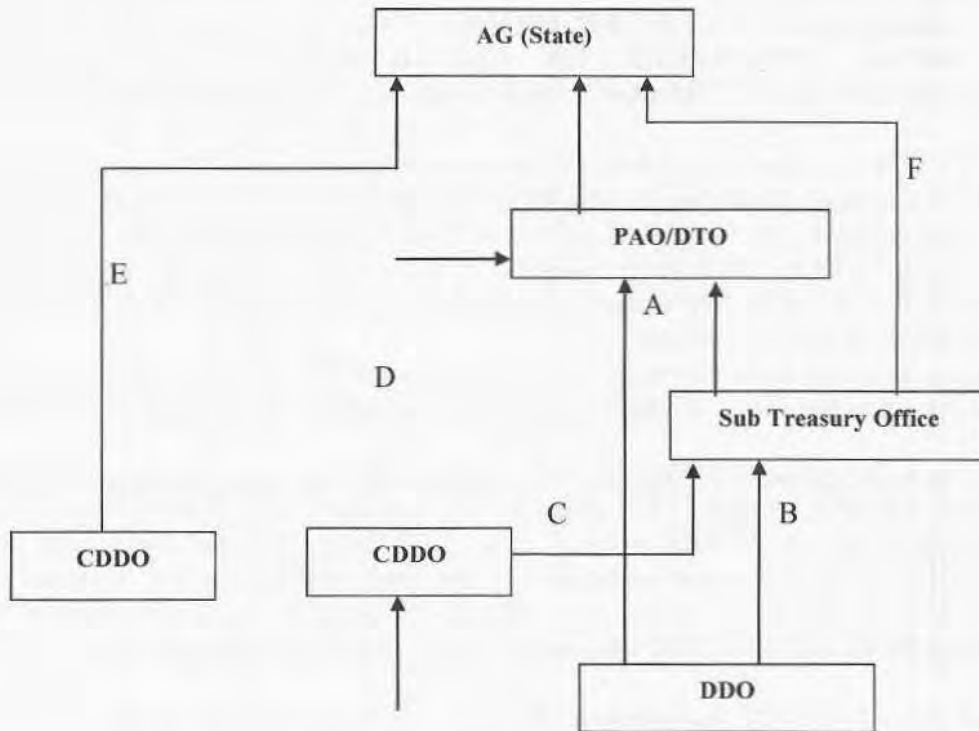 AG (State)
F
PAO/DTO
E
A
D
Sub Treasury Office
C
B
CDDO
CDDO
DDO